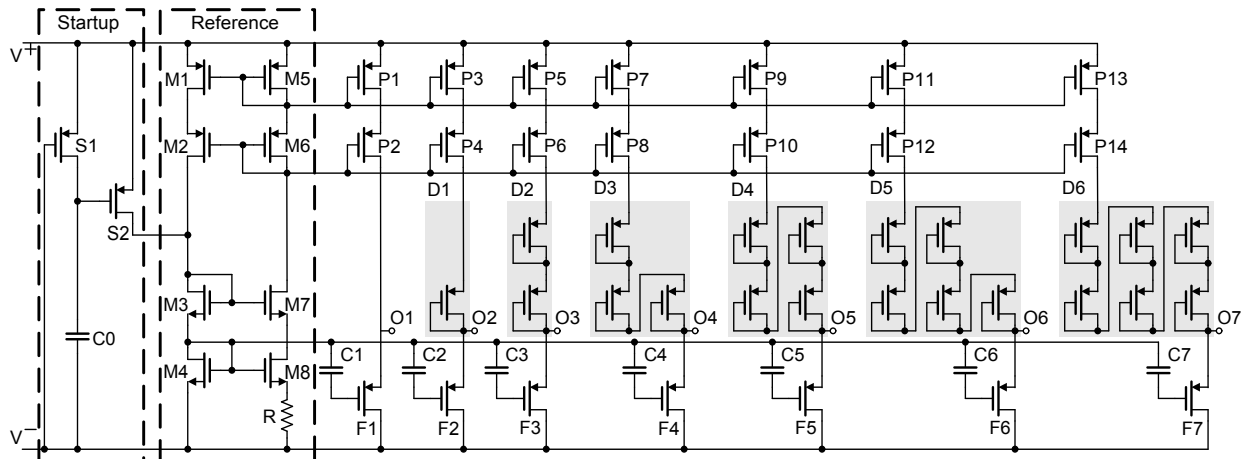 Startup Reference
V+
M1 M5 P1 P3 P5 P7 P9 P11 P13
S1 M2 M6 P2 P4 P6 P8 P10 P12 P14
D1 D2 D3 D4 D5 D6
S2
M3 M7 O1 O2 O3 O4 O5 O6 O7
C0 C1 C2 C3 C4 C5 C6 C7
M4 M8
R
F1 F2 F3 F4 F5 F6 F7
V−